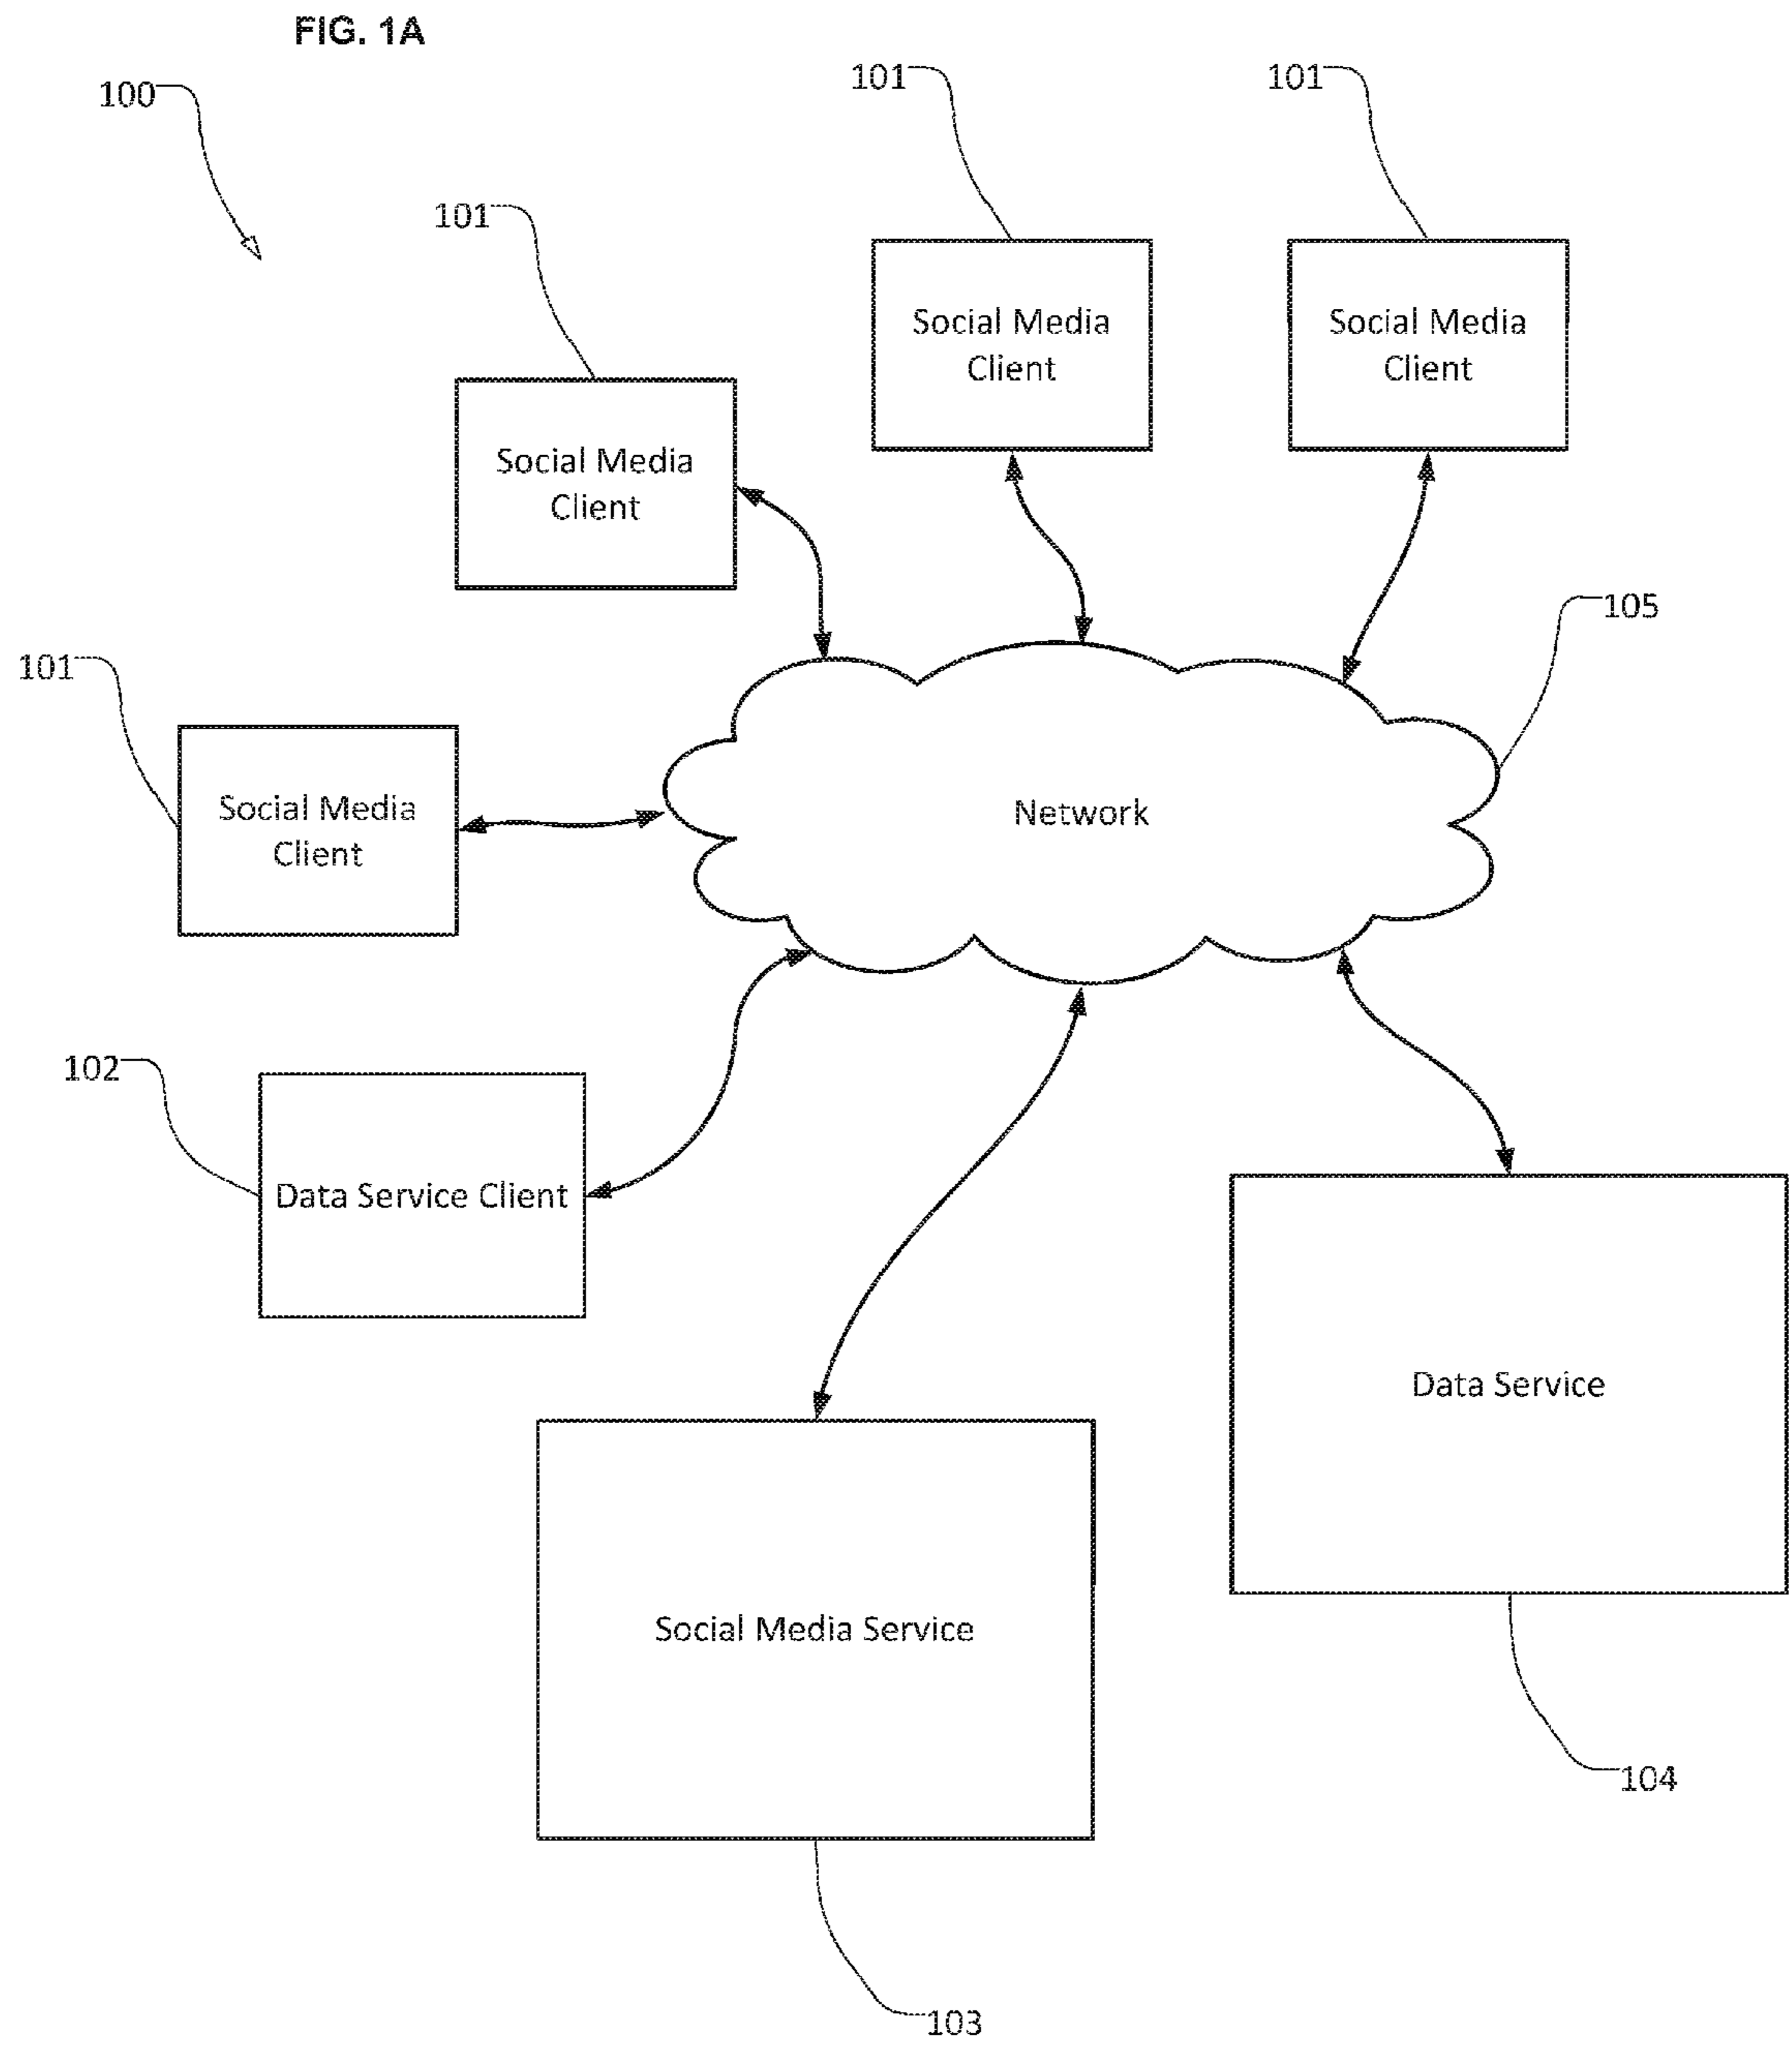 FIG. 1A
100
101
101
101
Social Media
Client
Social Media
Client
Social Media
Client
105
101
Social Media
Client
Network
102
Data Service Client
Data Service
Social Media Service
104
103